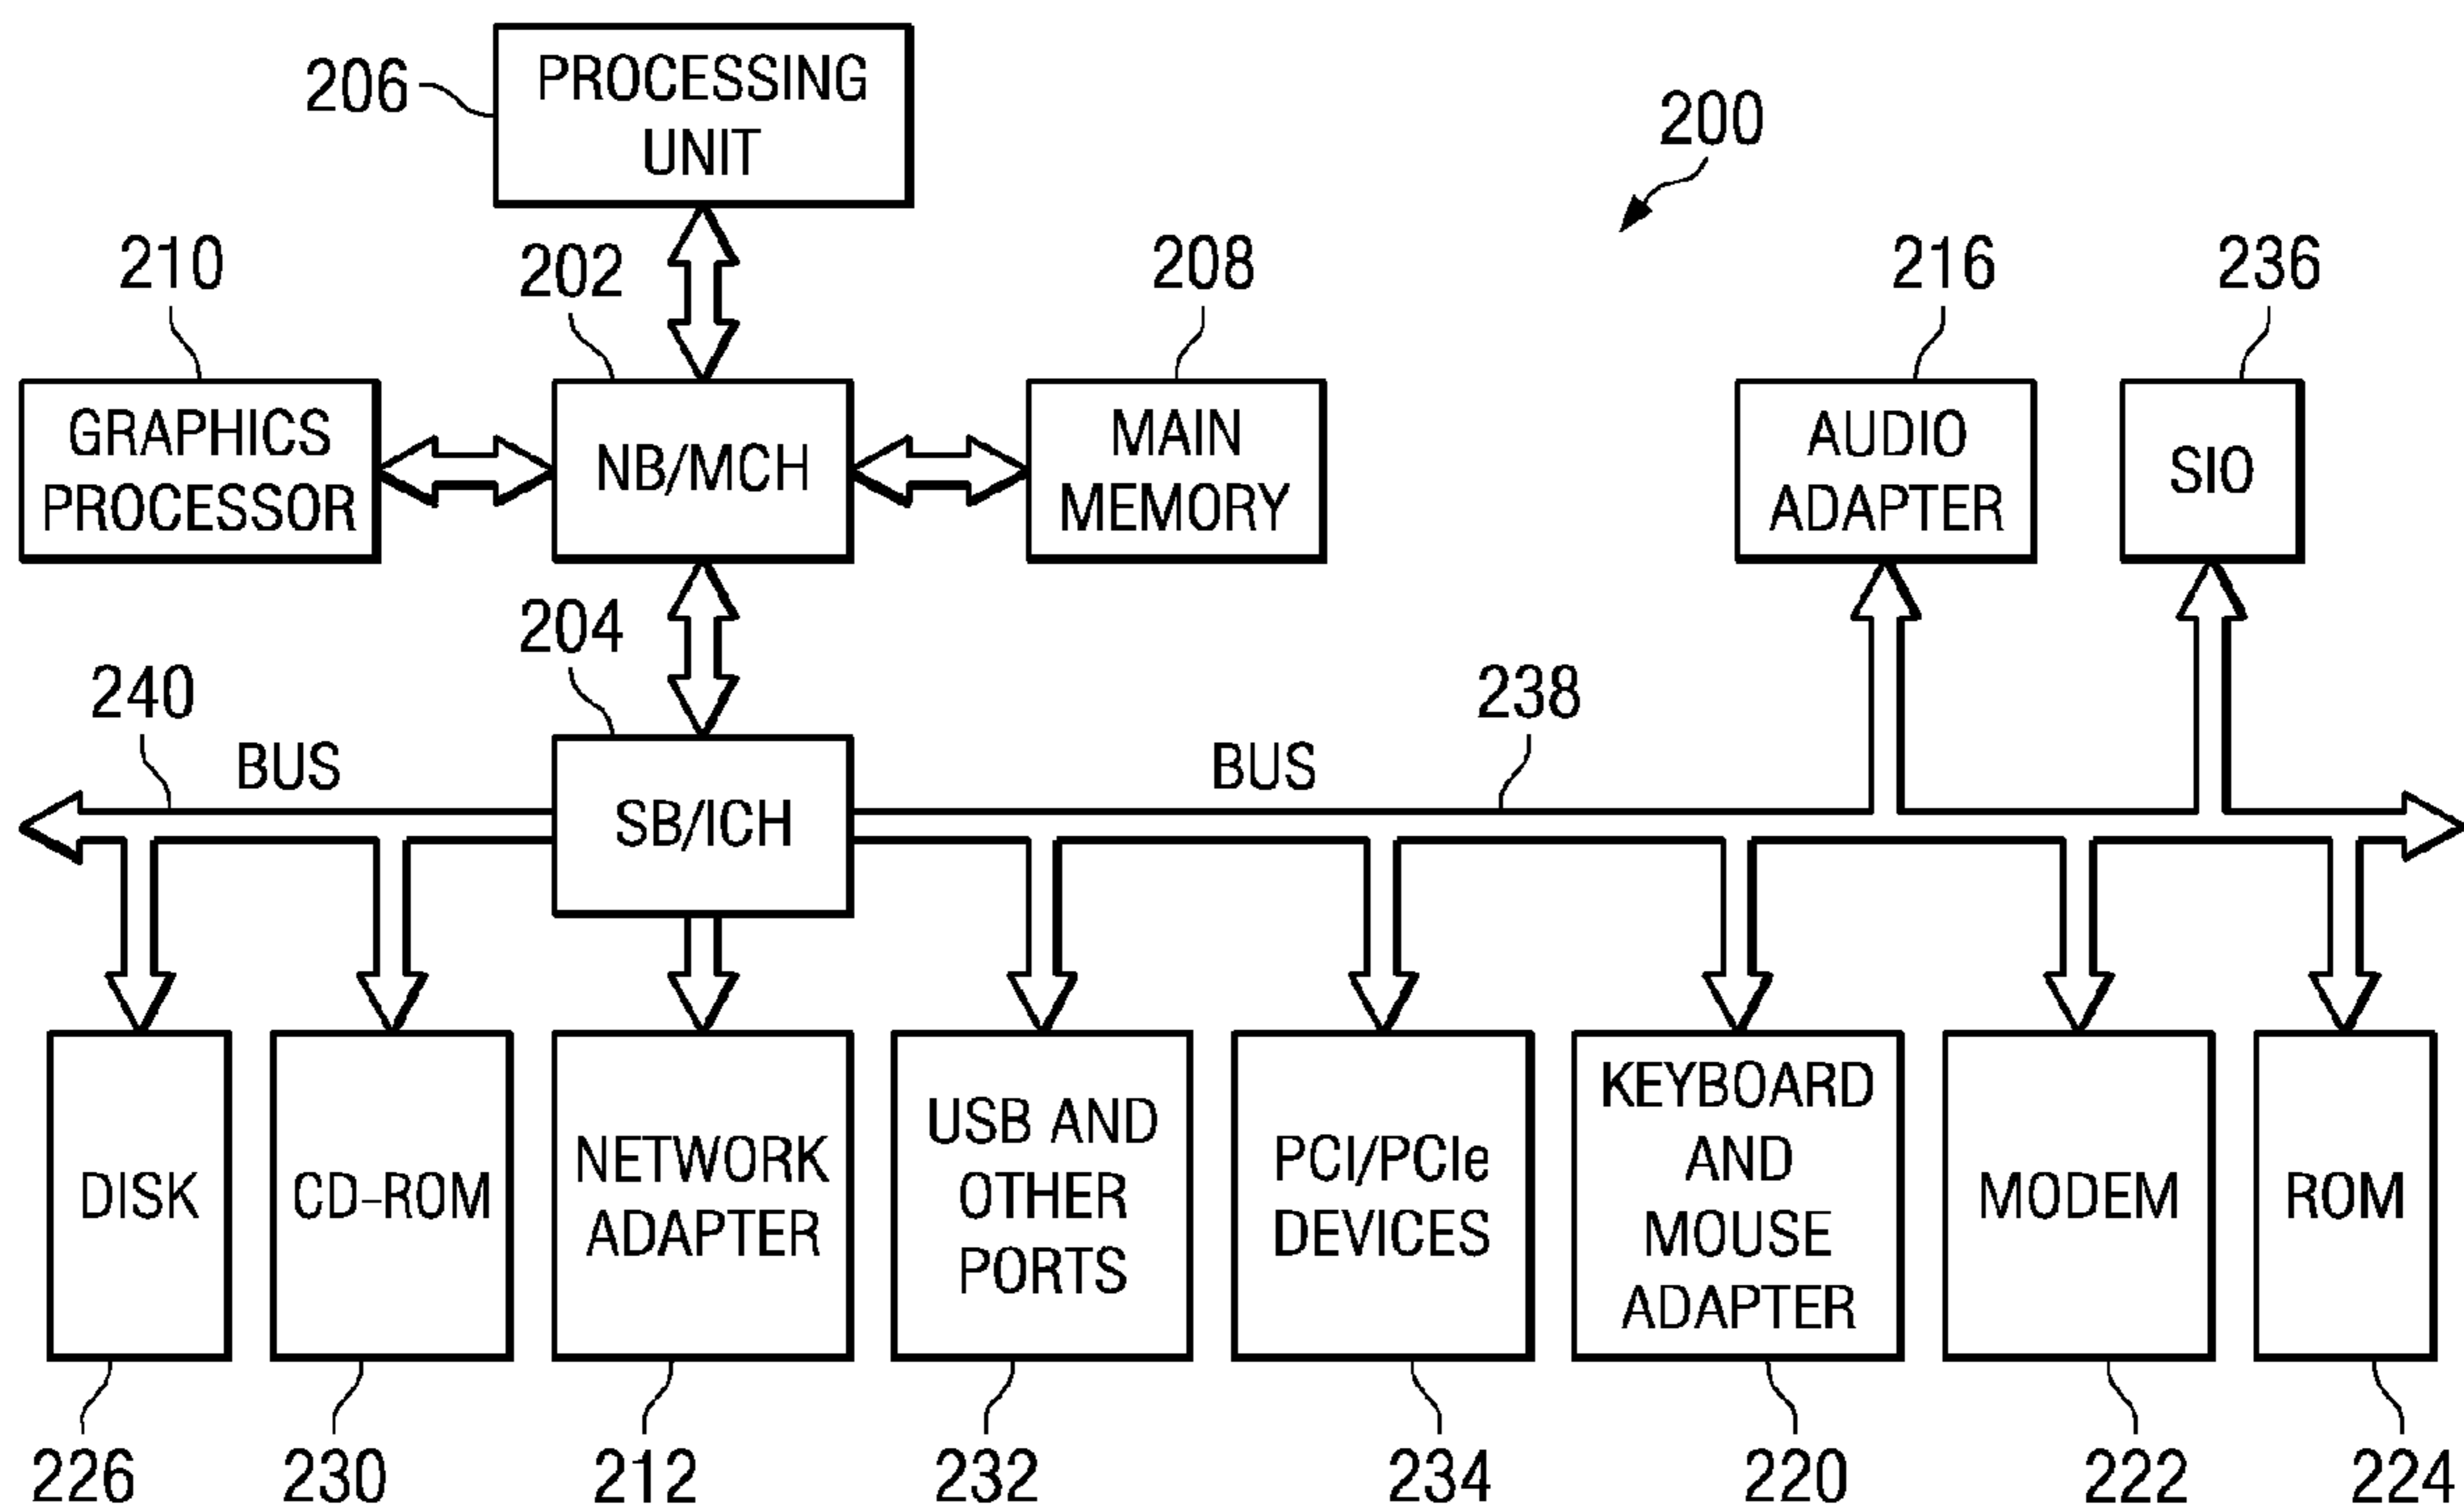 206
PROCESSING
UNIT
200
210
202
208
216
236
GRAPHICS
PROCESSOR
NB/MCH
MAIN
MEMORY
AUDIO
ADAPTER
SIO
204
240
BUS
238
BUS
SB/ICH
DISK
CD-ROM
NETWORK
ADAPTER
USB AND
OTHER
PORTS
PCI/PCIe
DEVICES
KEYBOARD
AND
MOUSE
ADAPTER
MODEM
ROM
226
230
212
232
234
220
222
224